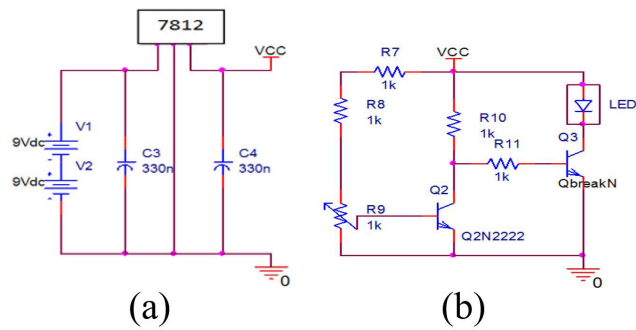 7812
VCC
V1
9Vdc
V2
9Vdc
C3
330n
C4
330n
0
(a)
R7
1k
VCC
R8
1k
R10
1k
R11
1k
LED
Q3
QbreakN
R9
1k
Q2
Q2N2222
0
(b)